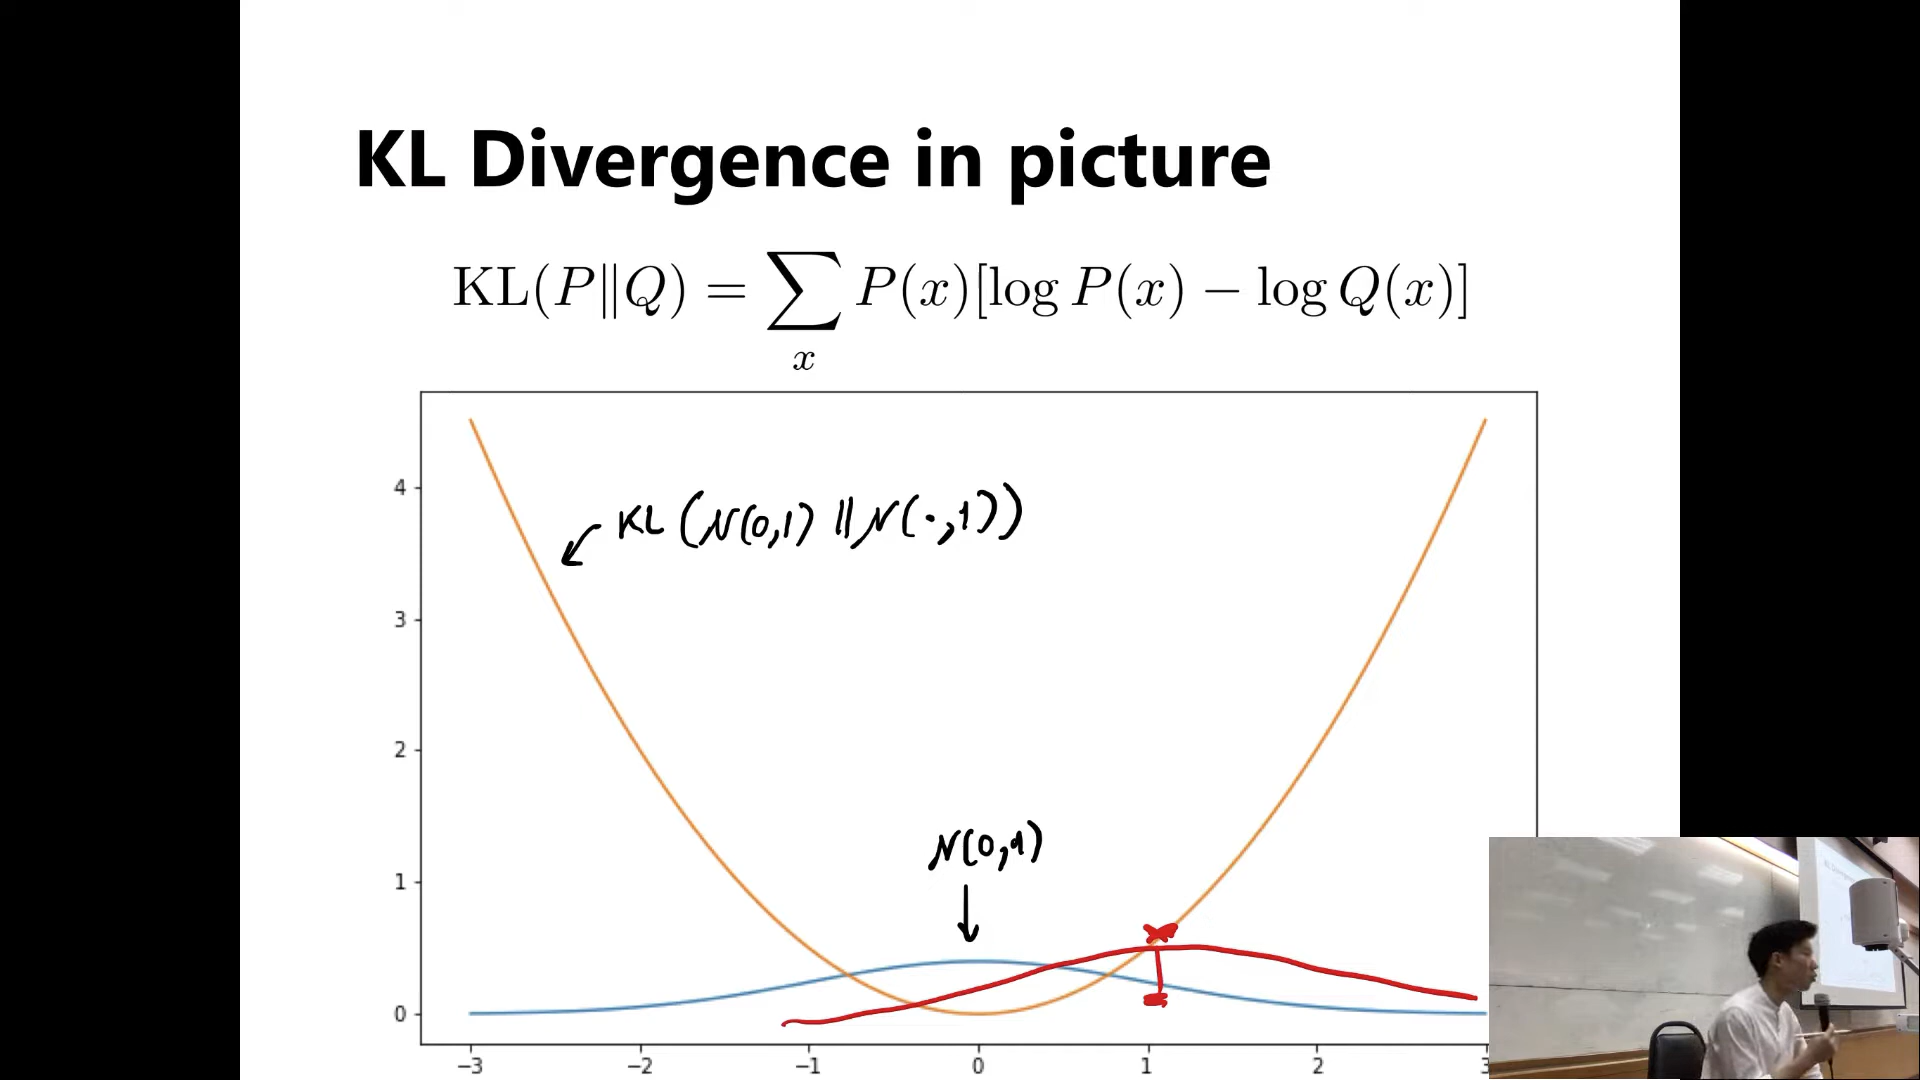 KL Divergence in picture
KL(P∥Q) = ∑ₓ P(x)[log P(x) − log Q(x)]
KL (N(0,1) || N(·,1))
N(0,1)
4
3
2
1
0
−3 −2 −1 0 1 2 3